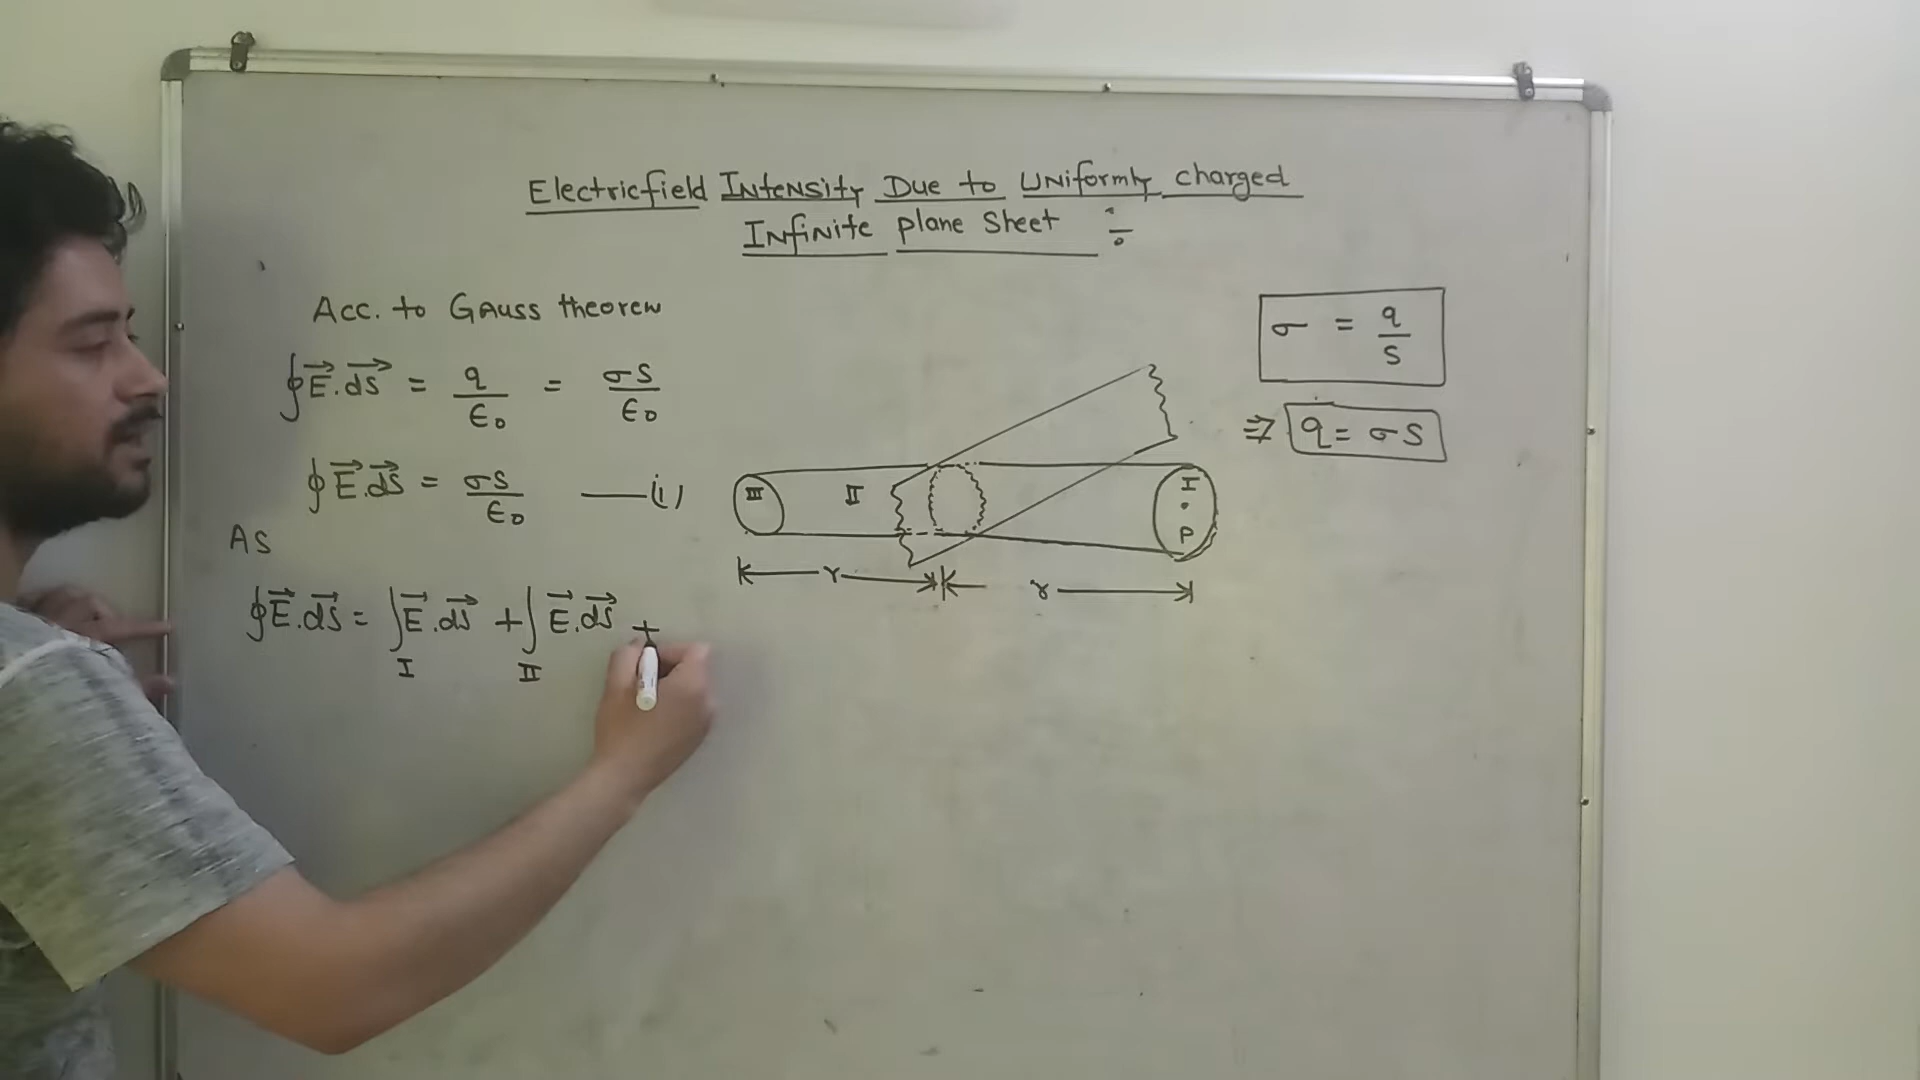 Electricfield Intensity Due to Uniformly charged
Infinite plane Sheet ÷
Acc. to Gauss theorem
∮E⃗.dS⃗ = q/ϵ₀ = σS/ϵ₀
∮E⃗.dS⃗ = σS/ϵ₀ —(i)
As
∮E⃗.dS⃗ = ∫E⃗.dS⃗ + ∫E⃗.dS⃗ +
I II
σ = q/S
⇒ q = σS
III II I
P
r r